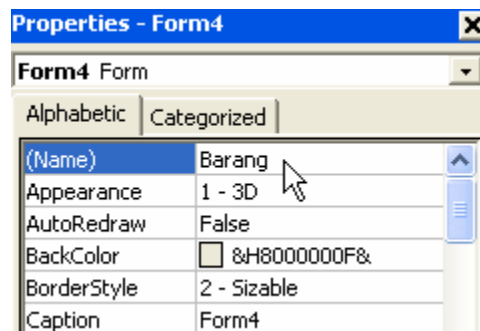 Properties - Form4
Form4 Form
Alphabetic Categorized
(Name) Barang
Appearance 1 - 3D
AutoRedraw False
BackColor &H8000000F&
BorderStyle 2 - Sizable
Caption Form4